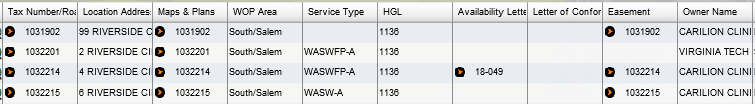 Tax Number/Roa Location Address Maps & Plans WOP Area Service Type HGL Availability Lette Letter of Confor Easement Owner Name
1031902 99 RIVERSIDE C 1031902 South/Salem 1136 1031902 CARILION CLINI
1032201 2 RIVERSIDE CI 1032201 South/Salem WASWFP-A 1136 VIRGINIA TECH
1032214 4 RIVERSIDE CI 1032214 South/Salem WASWFP-A 1136 18-049 1032214 CARILION CLINI
1032215 6 RIVERSIDE CI 1032215 South/Salem WASW-A 1136 1032215 CARILION CLINI